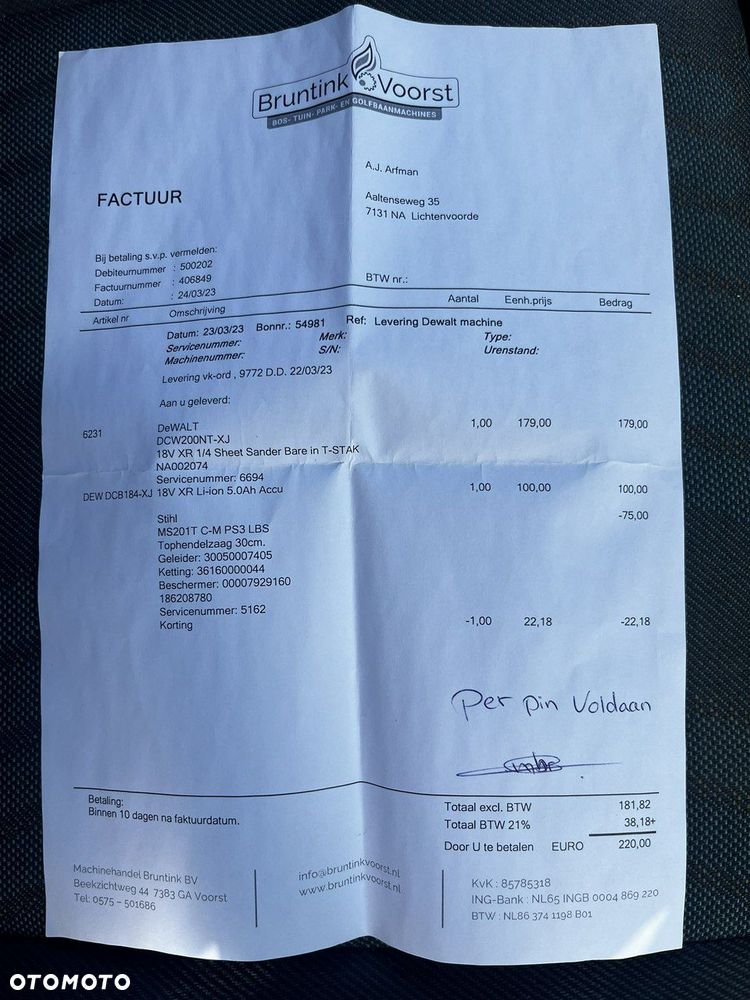 Bruntink Voorst
BOS- TUIN- PARK- EN GOLFBAANMACHINES
A.J. Arfman
FACTUUR
Aaltenseweg 35
7131 NA Lichtenvoorde
Bij betaling s.v.p. vermelden:
Debiteurnummer : 500202
Factuurnummer : 406849
Datum: : 24/03/23
BTW nr.:
Artikel nr Omschrijving Aantal Eenh.prijs Bedrag
Datum: 23/03/23 Bonnr.: 54981 Ref: Levering Dewalt machine
Servicenummer: Merk: Type:
Machinenummer: S/N: Urenstand:
Levering vk-ord , 9772 D.D. 22/03/23
Aan u geleverd:
6231 DeWALT 1,00 179,00 179,00
DCW200NT-XJ
18V XR 1/4 Sheet Sander Bare in T-STAK
NA002074
Servicenummer: 6694
DEW DCB184-XJ 18V XR Li-ion 5.0Ah Accu 1,00 100,00 100,00
Stihl -75,00
MS201T C-M PS3 LBS
Tophendelzaag 30cm.
Geleider: 30050007405
Ketting: 36160000044
Beschermer: 00007929160
186208780
Servicenummer: 5162
Korting -1,00 22,18 -22,18
Per pin Voldaan
Betaling:
Binnen 10 dagen na faktuurdatum.
Totaal excl. BTW 181,82
Totaal BTW 21% 38,18+
Door U te betalen EURO 220,00
Machinehandel Bruntink BV
Beekzichtweg 44 7383 GA Voorst
Tel: 0575 – 501686
info@bruntinkvoorst.nl
www.bruntinkvoorst.nl
KvK : 85785318
ING-Bank : NL65 INGB 0004 869 220
BTW : NL86 374 1198 B01
OTOMOTO